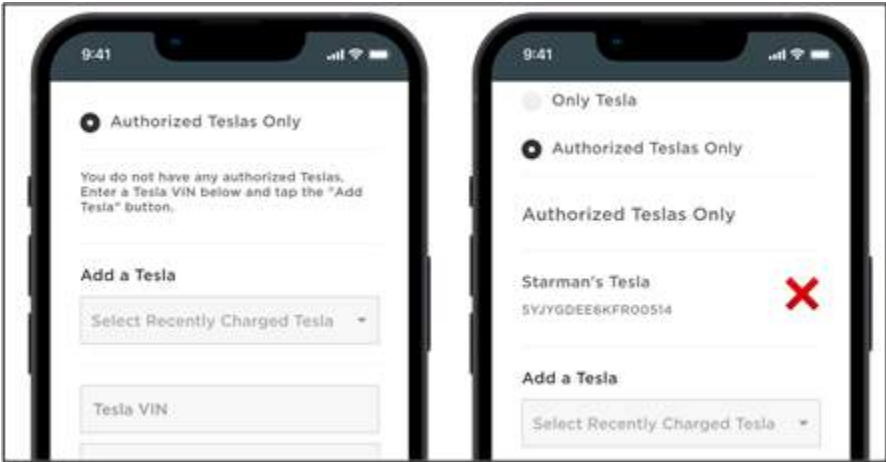 9:41
Authorized Teslas Only
You do not have any authorized Teslas.
Enter a Tesla VIN below and tap the "Add
Tesla" button.
Add a Tesla
Select Recently Charged Tesla
Tesla VIN
9:41
Only Tesla
Authorized Teslas Only
Authorized Teslas Only
Starman's Tesla
5YJYGDEE6KFR00514
Add a Tesla
Select Recently Charged Tesla